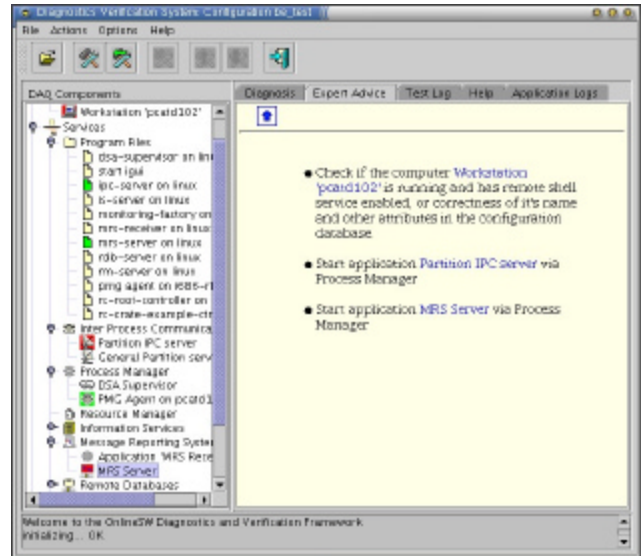 Diagnostics Verification System: Configuration be_test
File Actions Options Help
DAQ Components
Diagnosis Expert Advice Test Log Help Application Logs
Workstation 'pcatd102'
Services
Program Files
dsa-supervisor on linu
start igui
ipc-server on linux
is-server on linux
monitoring-factory on
mrs-receiver on linux
mrs-server on linux
rdb-server on linux
rm-server on linux
pmg agent on i686-rl
rc-root-controller on
rc-crate-example-ctr
Inter Process Communica
Partition IPC server
General Partition serv
Process Manager
DSA Supervisor
PMG Agent on pcatd1
Resource Manager
Information Services
Message Reporting System
Application 'MRS Rece
MRS Server
Remote Databases
Check if the computer Workstation
'pcatd102' is running and has remote shell
service enabled, or correctness of it's name
and other attributes in the configuration
database
Start application Partition IPC server via
Process Manager
Start application MRS Server via Process
Manager
Welcome to the OnlineSW Diagnostics and Verification Framework
Initializing... OK